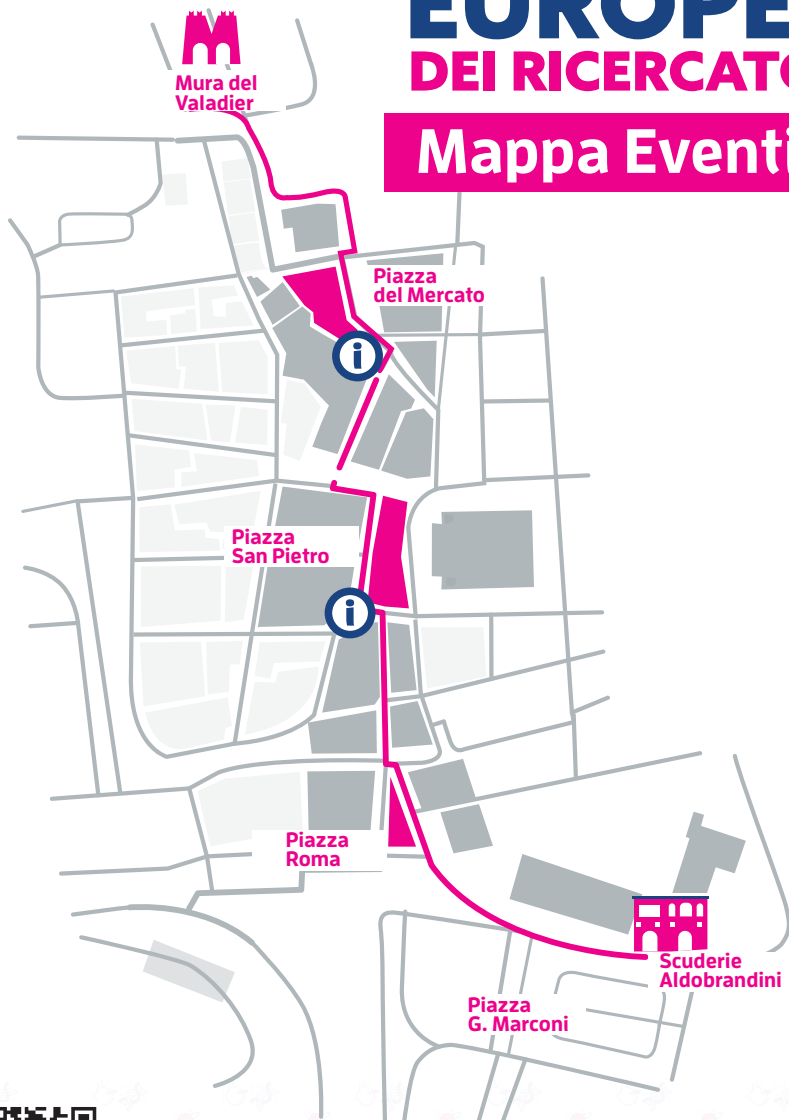 EUROPE
DEI RICERCATO
Mappa Eventi
Mura del
Valadier
Piazza
del Mercato
i
Piazza
San Pietro
i
Piazza
Roma
Scuderie
Aldobrandini
Piazza
G. Marconi